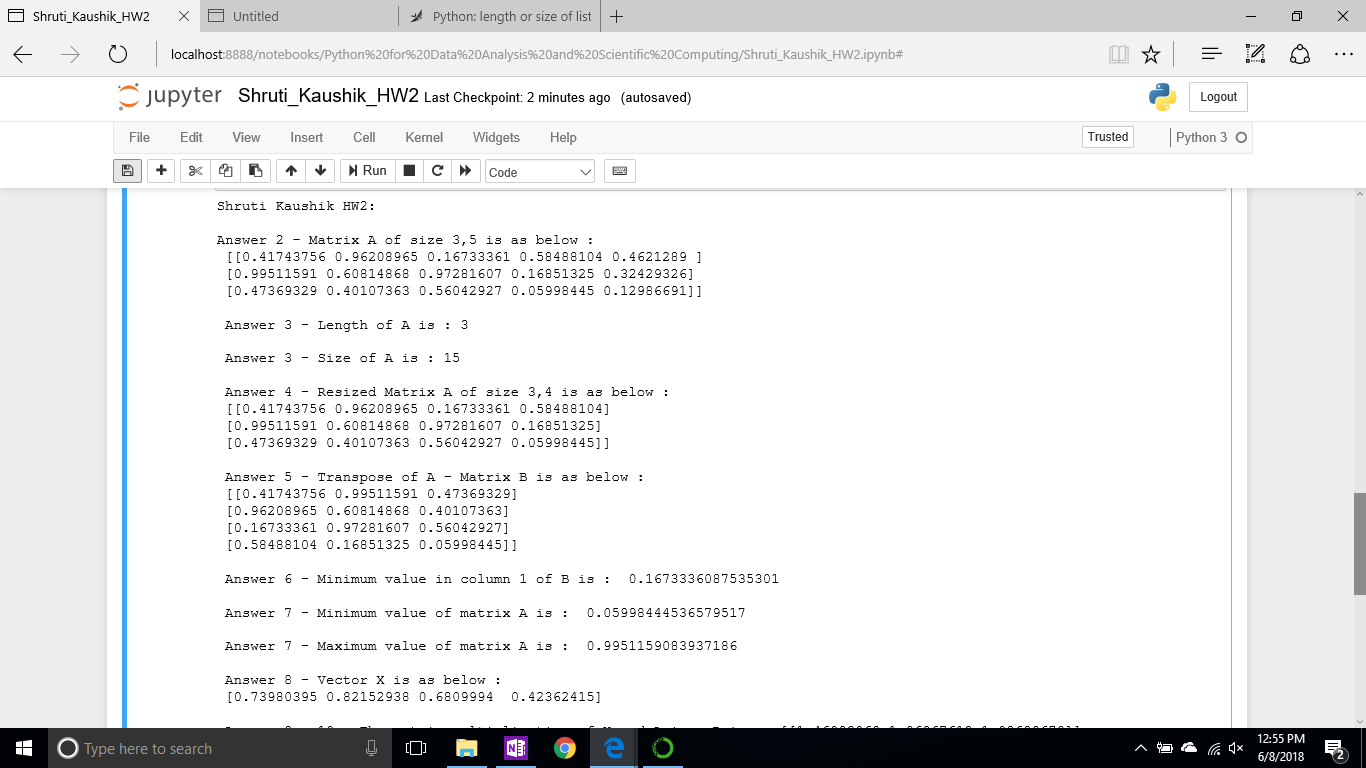 Shruti_Kaushik_HW2
Untitled
Python: length or size of list
localhost:8888/notebooks/Python%20for%20Data%20Analysis%20and%20Scientific%20Computing/Shruti_Kaushik_HW2.ipynb#
jupyter Shruti_Kaushik_HW2 Last Checkpoint: 2 minutes ago (autosaved)
Logout
File Edit View Insert Cell Kernel Widgets Help
Trusted
Python 3
Run
Code
Shruti Kaushik HW2:
Answer 2 - Matrix A of size 3,5 is as below :
[[0.41743756 0.96208965 0.16733361 0.58488104 0.4621289 ]
[0.99511591 0.60814868 0.97281607 0.16851325 0.32429326]
[0.47369329 0.40107363 0.56042927 0.05998445 0.12986691]]
Answer 3 - Length of A is : 3
Answer 3 - Size of A is : 15
Answer 4 - Resized Matrix A of size 3,4 is as below :
[[0.41743756 0.96208965 0.16733361 0.58488104]
[0.99511591 0.60814868 0.97281607 0.16851325]
[0.47369329 0.40107363 0.56042927 0.05998445]]
Answer 5 - Transpose of A - Matrix B is as below :
[[0.41743756 0.99511591 0.47369329]
[0.96208965 0.60814868 0.40107363]
[0.16733361 0.97281607 0.56042927]
[0.58488104 0.16851325 0.05998445]]
Answer 6 - Minimum value in column 1 of B is :  0.1673336087535301
Answer 7 - Minimum value of matrix A is :  0.05998444536579517
Answer 7 - Maximum value of matrix A is :  0.9951159083937186
Answer 8 - Vector X is as below :
[0.73980395 0.82152938 0.6809994  0.42362415]
Type here to search
12:55 PM
6/8/2018
2